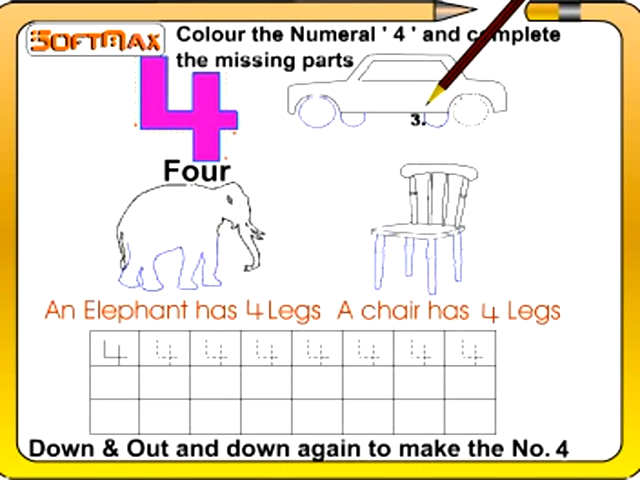 SOFTMAX
Colour the Numeral ' 4 ' and complete
the missing parts
4
3.
Four
An Elephant has 4 Legs A chair has 4 Legs
4 4 4 4 4 4 4 4
Down & Out and down again to make the No. 4